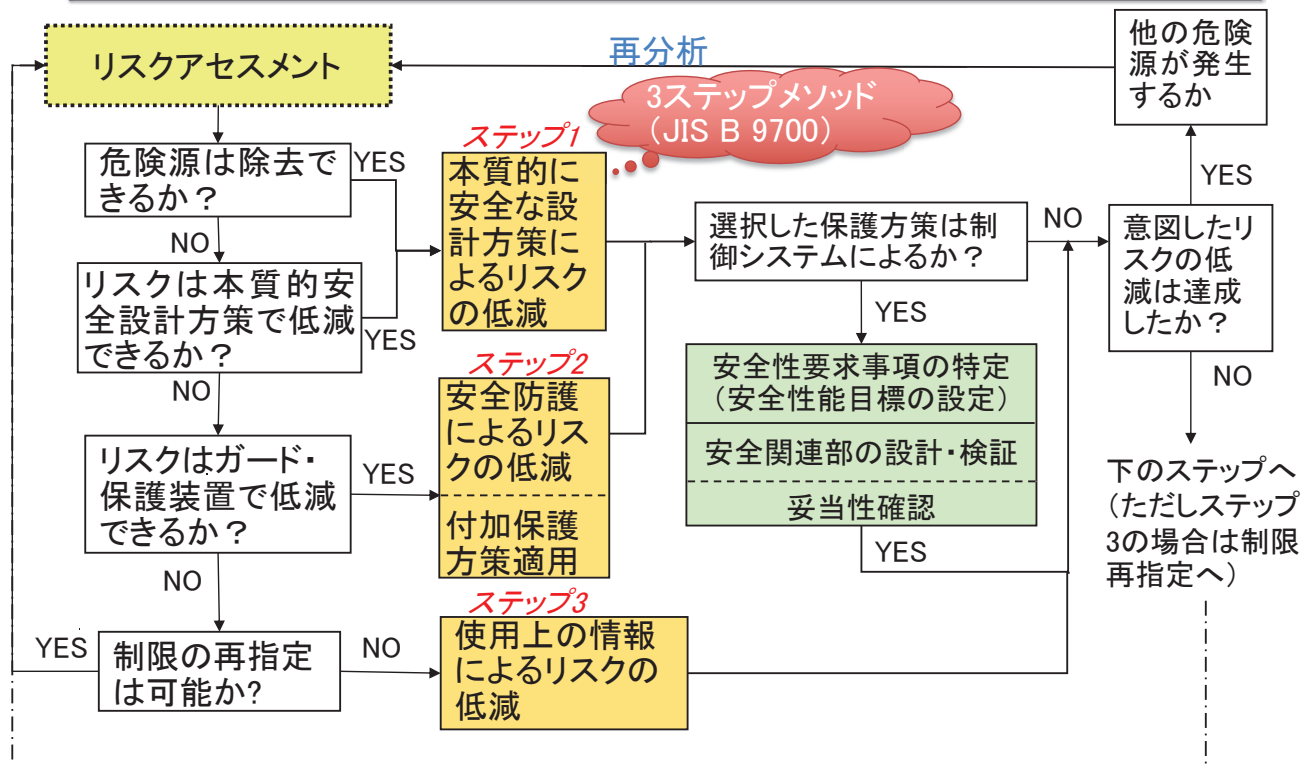 リスクアセスメント
再分析
他の危険
源が発生
するか
3ステップメソッド
（JIS B 9700）
危険源は除去で
きるか？
YES
ステップ1
本質的に
安全な設
計方策に
よるリスク
の低減
YES
NO
選択した保護方策は制
御システムによるか？
NO
意図したリ
スクの低
減は達成
したか？
リスクは本質的安
全設計方策で低減
できるか？
YES
YES
NO
ステップ2
安全防護
によるリス
クの低減
付加保護
方策適用
安全性要求事項の特定
（安全性能目標の設定）
安全関連部の設計・検証
妥当性確認
NO
リスクはガード・
保護装置で低減
できるか？
YES
下のステップへ
（ただしステップ
3の場合は制限
再指定へ）
YES
NO
ステップ3
YES
制限の再指定
は可能か?
NO
使用上の情報
によるリスクの
低減